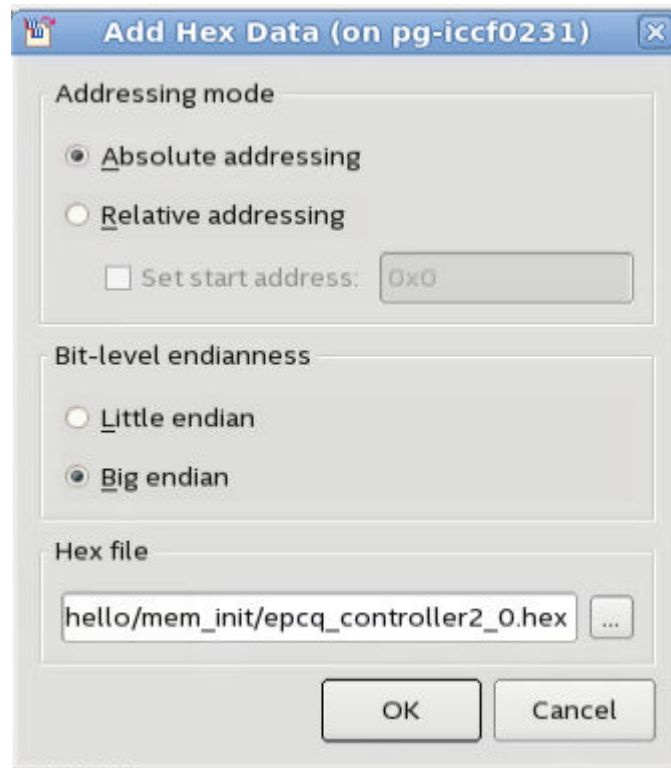 Add Hex Data (on pg-iccf0231)
Addressing mode
Absolute addressing
Relative addressing
Set start address: 0x0
Bit-level endianness
Little endian
Big endian
Hex file
hello/mem_init/epcq_controller2_0.hex ...
OK Cancel